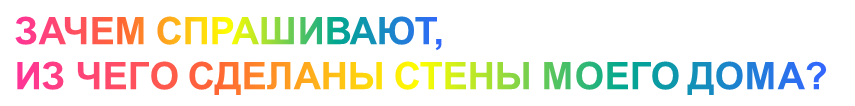 ЗАЧЕМ СПРАШИВАЮТ,
ИЗ ЧЕГО СДЕЛАНЫ СТЕНЫ МОЕГО ДОМА?